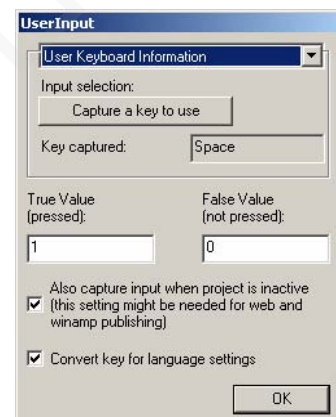 UserInput
User Keyboard Information
Input selection:
Capture a key to use
Key captured: Space
True Value False Value
(pressed): (not pressed):
1 0
Also capture input when project is inactive
(this setting might be needed for web and
winamp publishing)
Convert key for language settings
OK